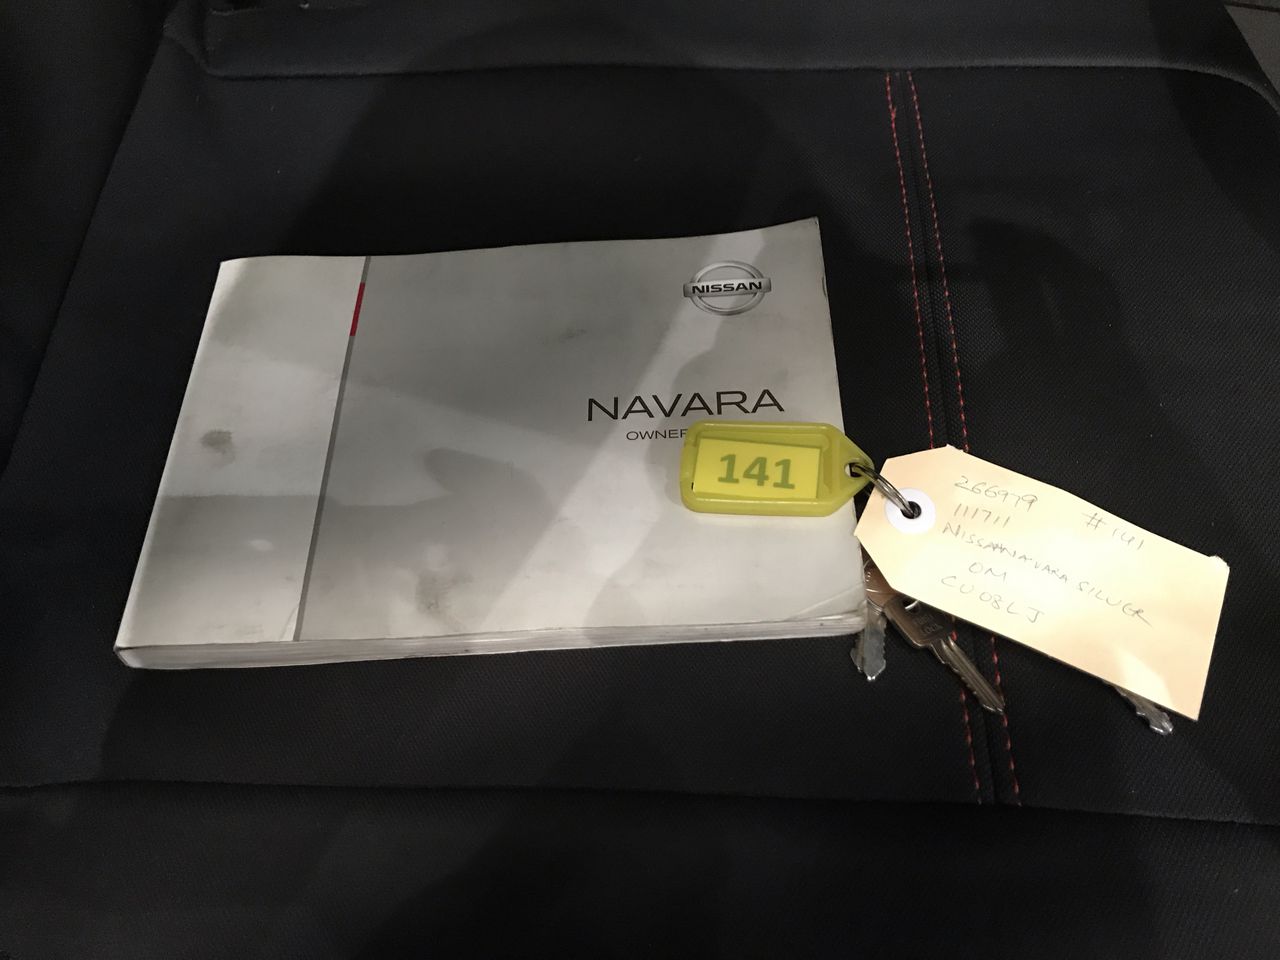 NISSAN
NAVARA
OWNER
141
266979
111711 #141
NISSAN NAVARA SILVER
OM
CU08LJ